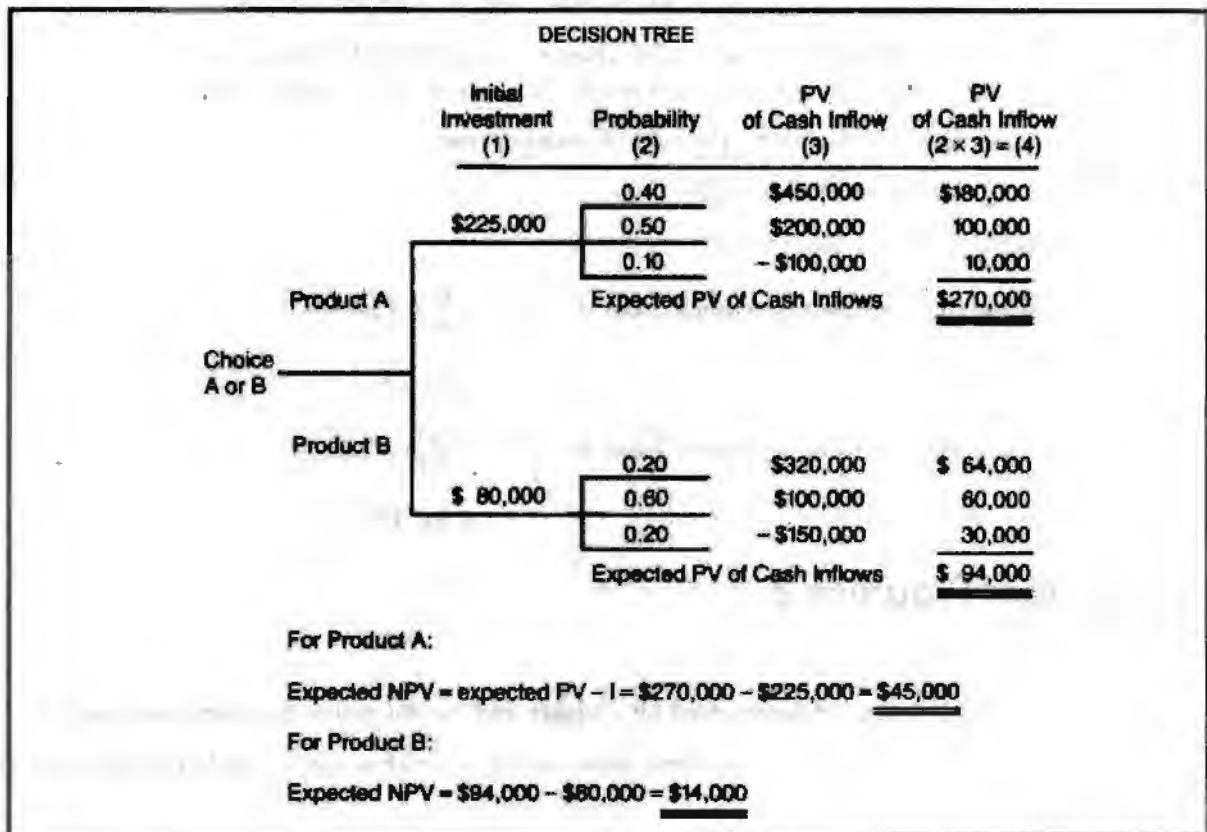 DECISION TREE
Initial Investment (1) Probability (2) PV of Cash Inflow (3) PV of Cash Inflow (2 × 3) = (4)
0.40 $450,000 $180,000
$225,000 0.50 $200,000 100,000
0.10 – $100,000 10,000
Product A Expected PV of Cash Inflows $270,000
Choice
A or B
Product B
0.20 $320,000 $ 64,000
$ 80,000 0.60 $100,000 60,000
0.20 – $150,000 30,000
Expected PV of Cash Inflows $ 94,000
For Product A:
Expected NPV = expected PV – I = $270,000 – $225,000 = $45,000
For Product B:
Expected NPV = $94,000 – $80,000 = $14,000